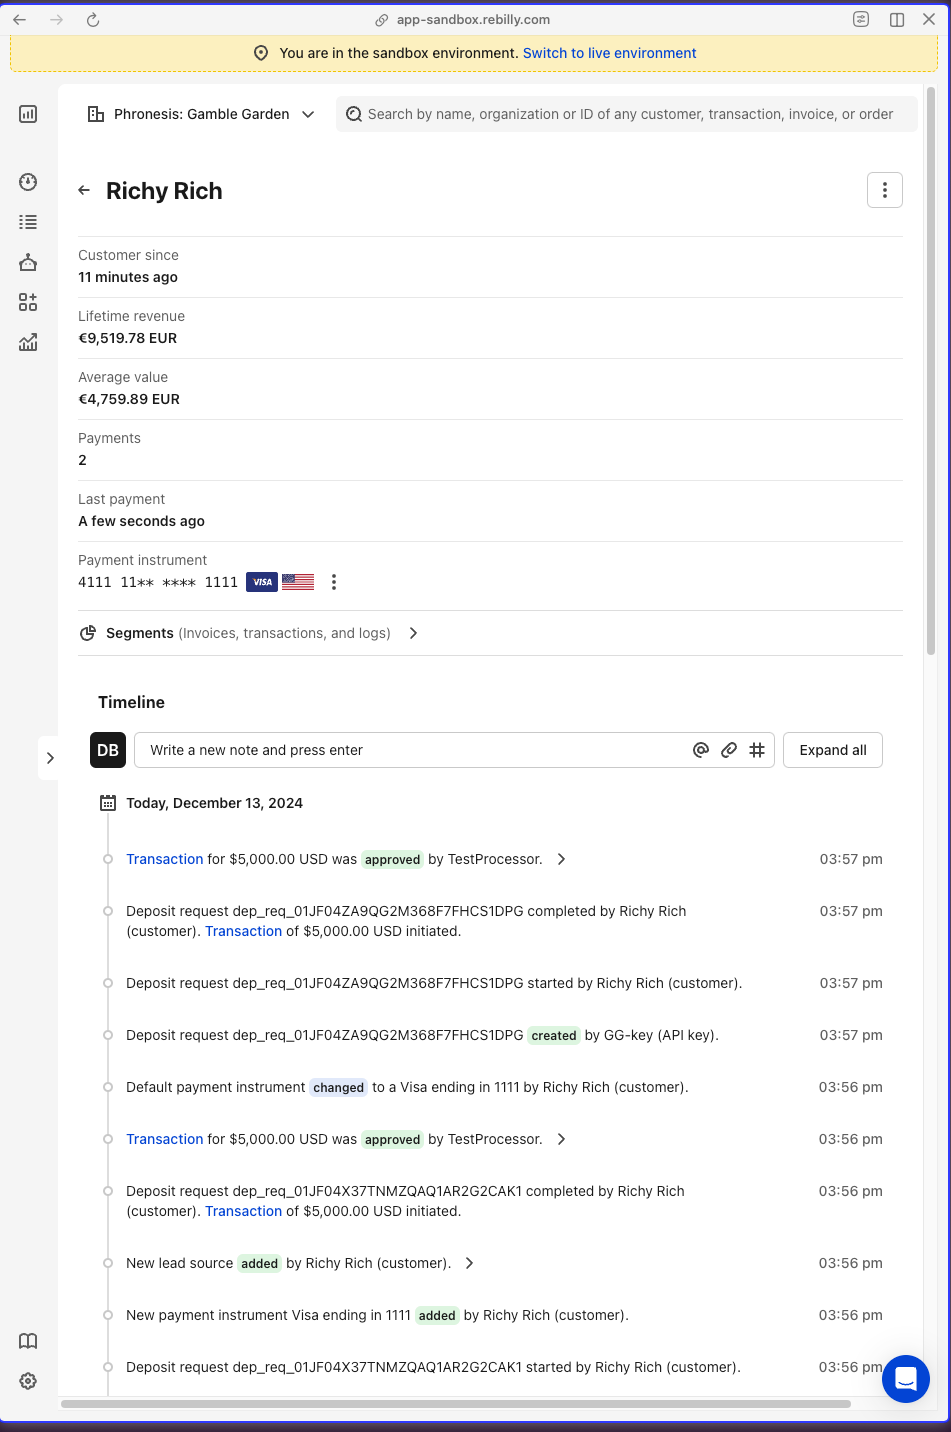 app-sandbox.rebilly.com
You are in the sandbox environment. Switch to live environment
Phronesis: Gamble Garden
Search by name, organization or ID of any customer, transaction, invoice, or order
Richy Rich
Customer since
11 minutes ago
Lifetime revenue
€9,519.78 EUR
Average value
€4,759.89 EUR
Payments
2
Last payment
A few seconds ago
Payment instrument
4111 11** **** 1111 VISA
Segments (Invoices, transactions, and logs)
Timeline
DB Write a new note and press enter Expand all
Today, December 13, 2024
Transaction for $5,000.00 USD was approved by TestProcessor. 03:57 pm
Deposit request dep_req_01JF04ZA9QG2M368F7FHCS1DPG completed by Richy Rich 03:57 pm
(customer). Transaction of $5,000.00 USD initiated.
Deposit request dep_req_01JF04ZA9QG2M368F7FHCS1DPG started by Richy Rich (customer). 03:57 pm
Deposit request dep_req_01JF04ZA9QG2M368F7FHCS1DPG created by GG-key (API key). 03:57 pm
Default payment instrument changed to a Visa ending in 1111 by Richy Rich (customer). 03:56 pm
Transaction for $5,000.00 USD was approved by TestProcessor. 03:56 pm
Deposit request dep_req_01JF04X37TNMZQAQ1AR2G2CAK1 completed by Richy Rich 03:56 pm
(customer). Transaction of $5,000.00 USD initiated.
New lead source added by Richy Rich (customer). 03:56 pm
New payment instrument Visa ending in 1111 added by Richy Rich (customer). 03:56 pm
Deposit request dep_req_01JF04X37TNMZQAQ1AR2G2CAK1 started by Richy Rich (customer). 03:56 pm